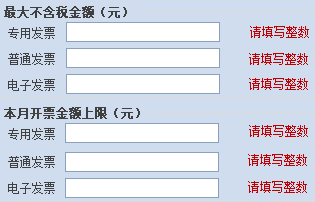 最大不含税金额（元）
专用发票 请填写整数
普通发票 请填写整数
电子发票 请填写整数
本月开票金额上限（元）
专用发票 请填写整数
普通发票 请填写整数
电子发票 请填写整数